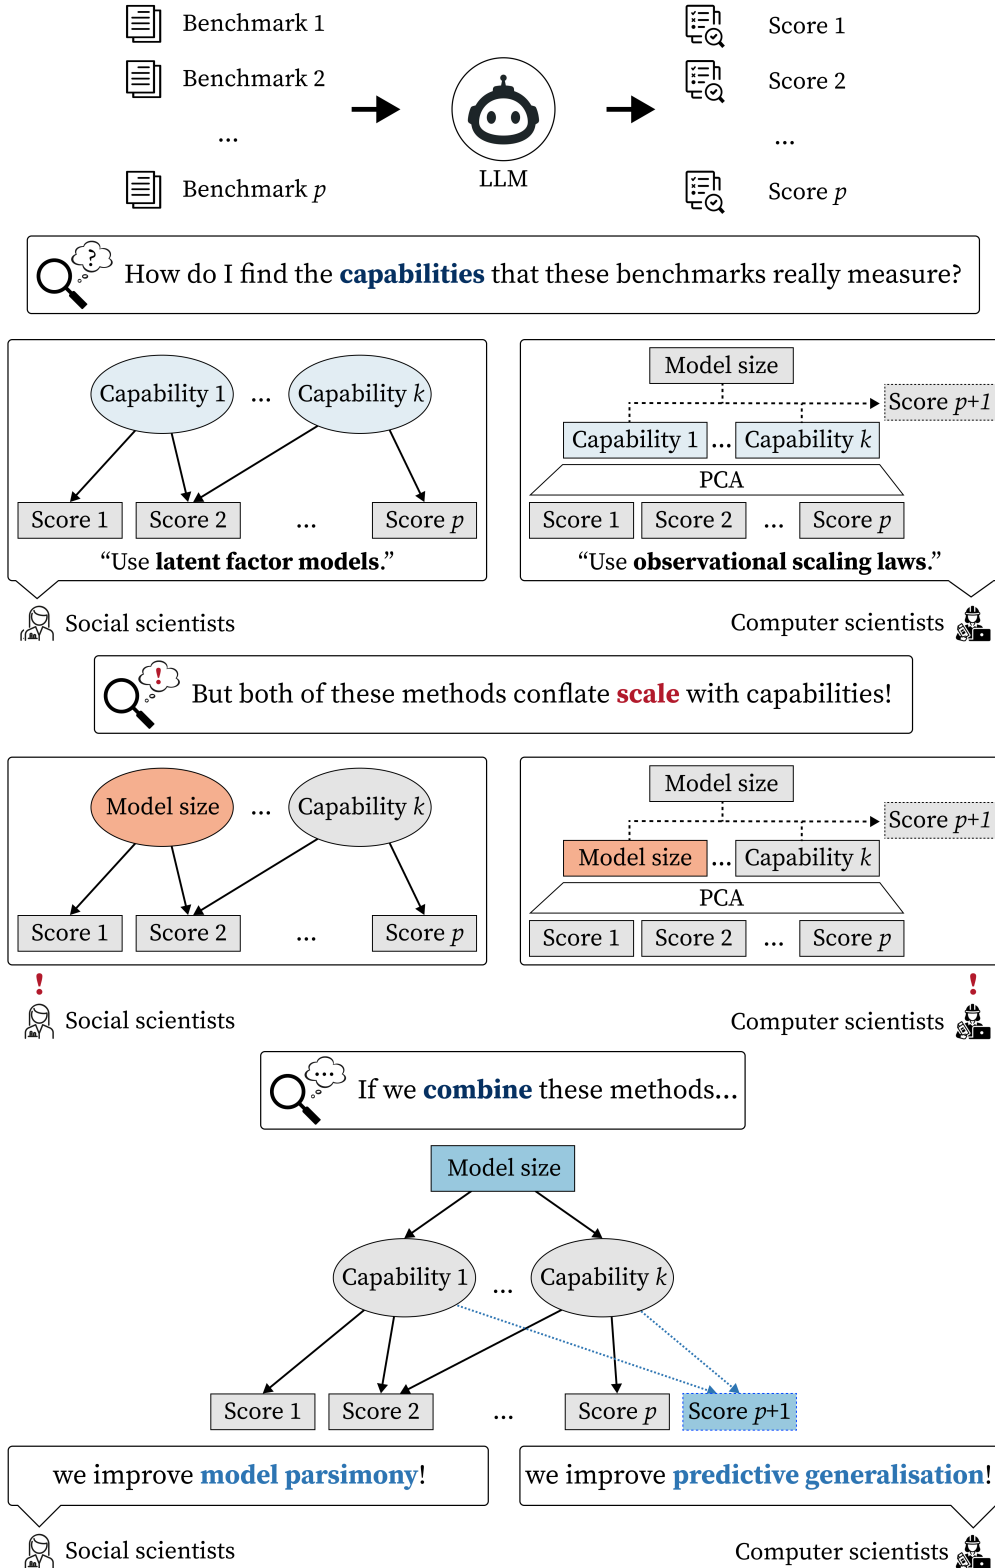 Benchmark 1
Score 1
Benchmark 2
Score 2
...
...
Benchmark p
Score p
LLM
?
How do I find the capabilities that these benchmarks really measure?
Capability 1 ... Capability k
Score 1 Score 2 ... Score p
“Use latent factor models.”
Social scientists
Model size
Score p+1
Capability 1 ... Capability k
PCA
Score 1 Score 2 ... Score p
“Use observational scaling laws.”
Computer scientists
!
But both of these methods conflate scale with capabilities!
Model size ... Capability k
Score 1 Score 2 ... Score p
!
Social scientists
Model size
Score p+1
Model size ... Capability k
PCA
Score 1 Score 2 ... Score p
!
Computer scientists
...
If we combine these methods...
Model size
Capability 1 ... Capability k
Score 1 Score 2 ... Score p Score p+1
we improve model parsimony!
Social scientists
we improve predictive generalisation!
Computer scientists